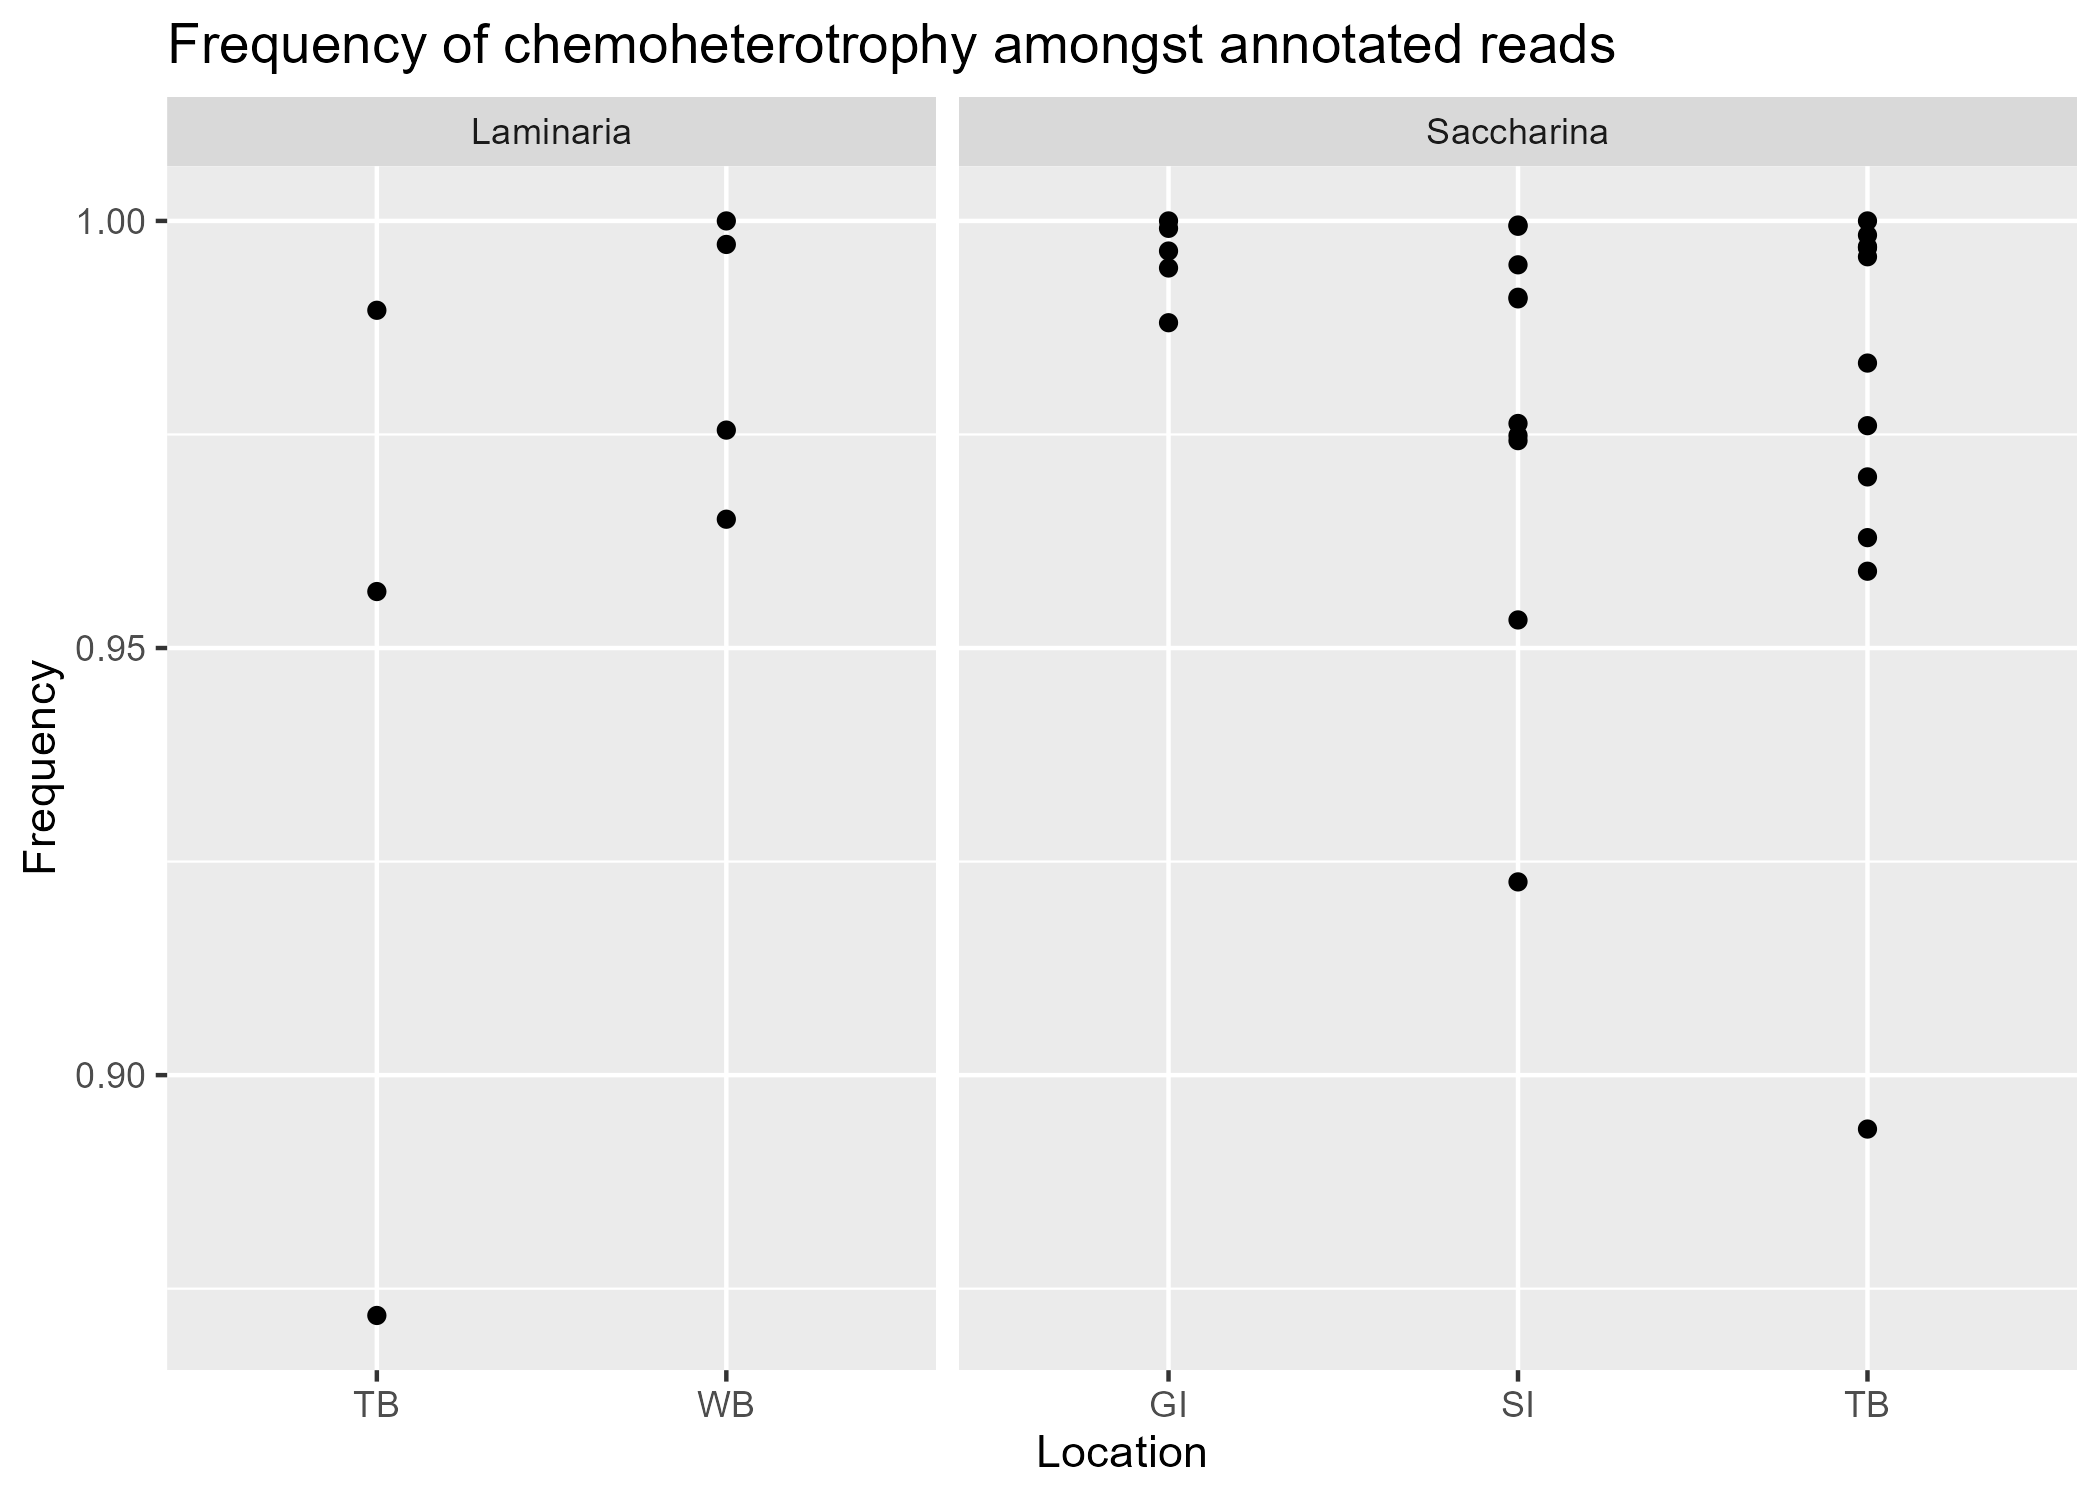 Frequency of chemoheterotrophy amongst annotated reads
Laminaria
Saccharina
1.00
0.95
0.90
Frequency
TB
WB
GI
SI
TB
Location